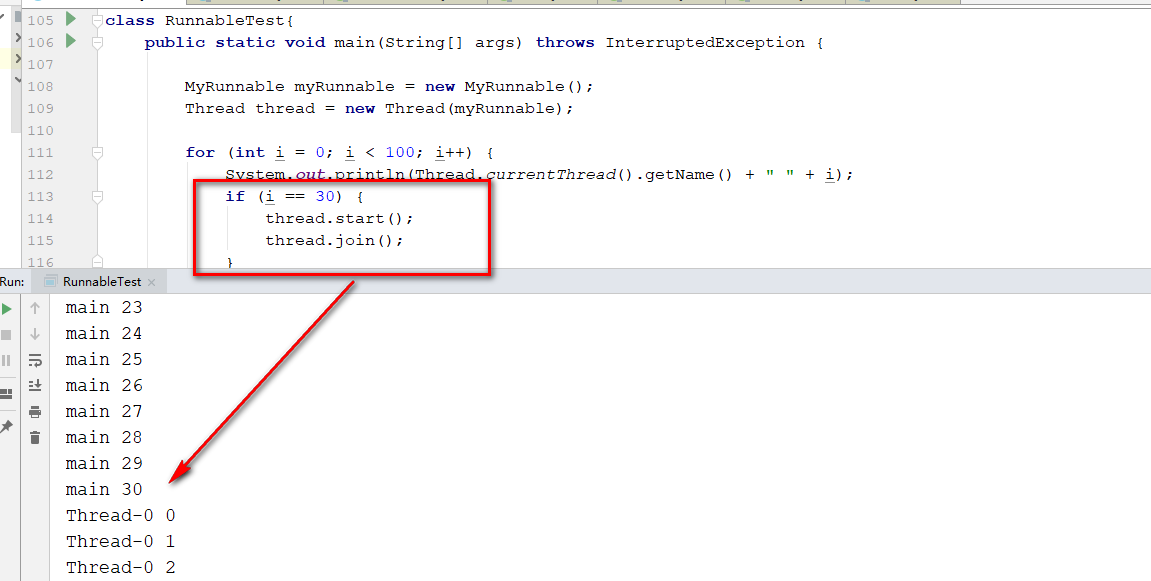 105 class RunnableTest{
106 public static void main(String[] args) throws InterruptedException {
107
108 MyRunnable myRunnable = new MyRunnable();
109 Thread thread = new Thread(myRunnable);
110
111 for (int i = 0; i < 100; i++) {
112 System.out.println(Thread.currentThread().getName() + " " + i);
113 if (i == 30) {
114 thread.start();
115 thread.join();
116 }
Run: RunnableTest
main 23
main 24
main 25
main 26
main 27
main 28
main 29
main 30
Thread-0 0
Thread-0 1
Thread-0 2